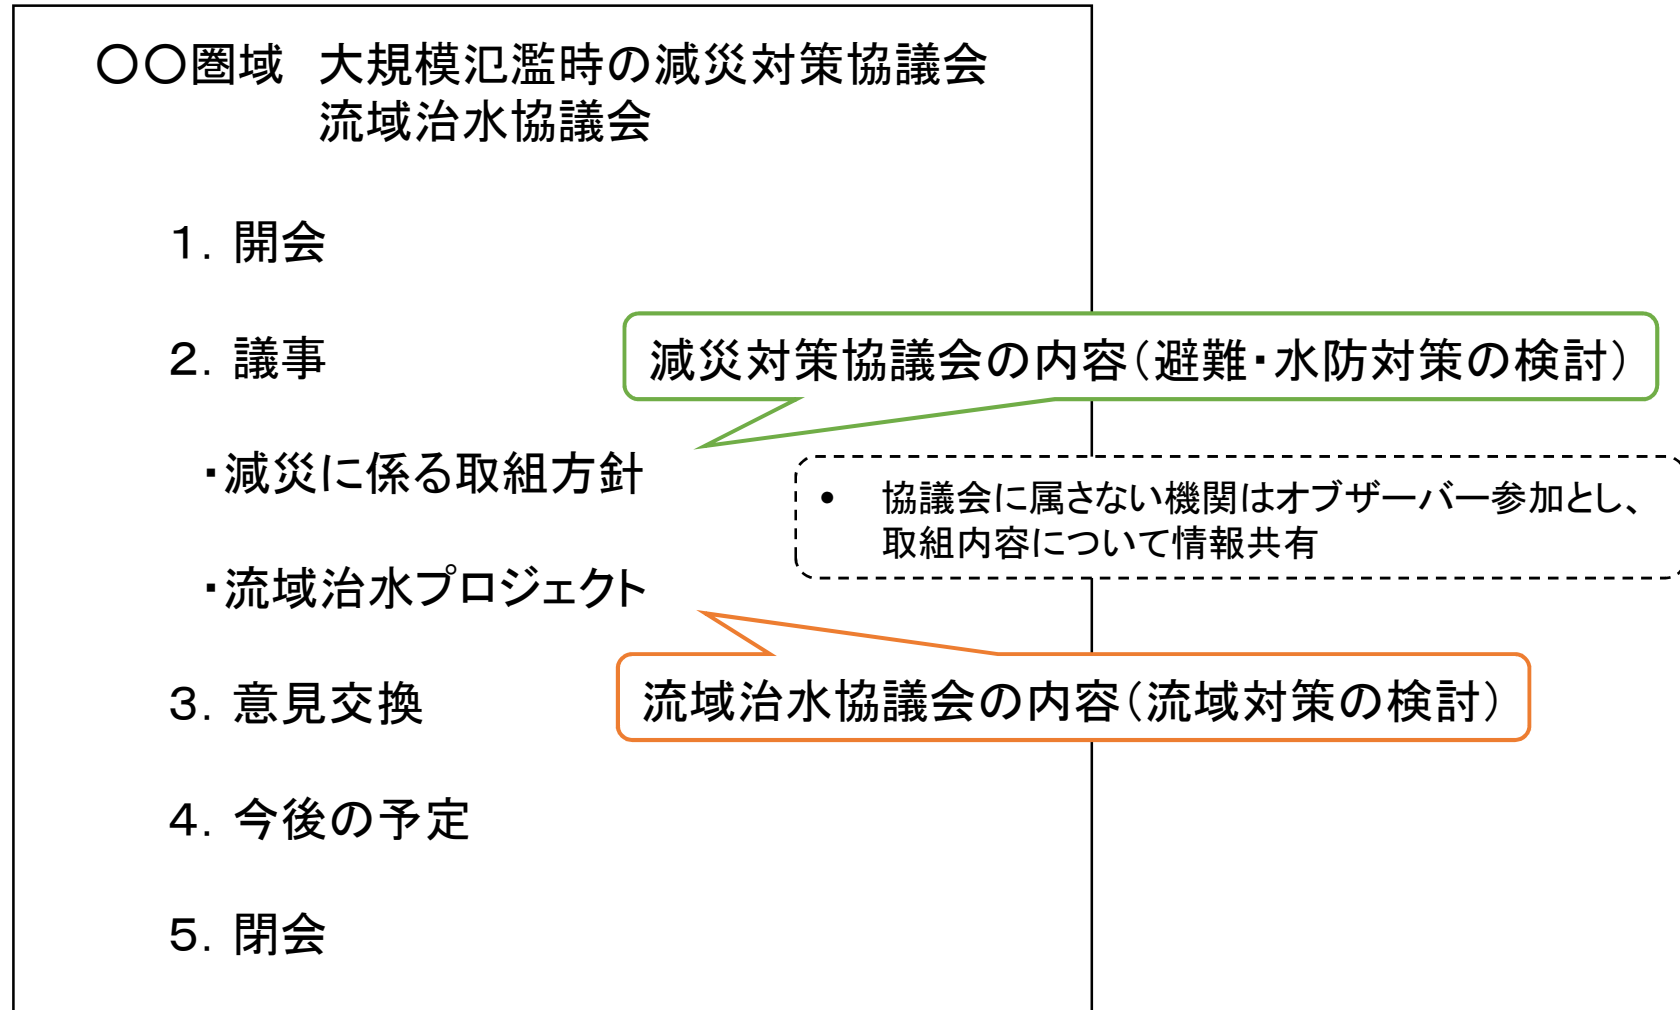 〇〇圏域　大規模氾濫時の減災対策協議会
流域治水協議会
１．開会
２．議事
減災対策協議会の内容（避難・水防対策の検討）
・減災に係る取組方針
• 協議会に属さない機関はオブザーバー参加とし、
取組内容について情報共有
・流域治水プロジェクト
流域治水協議会の内容（流域対策の検討）
３．意見交換
４．今後の予定
５．閉会